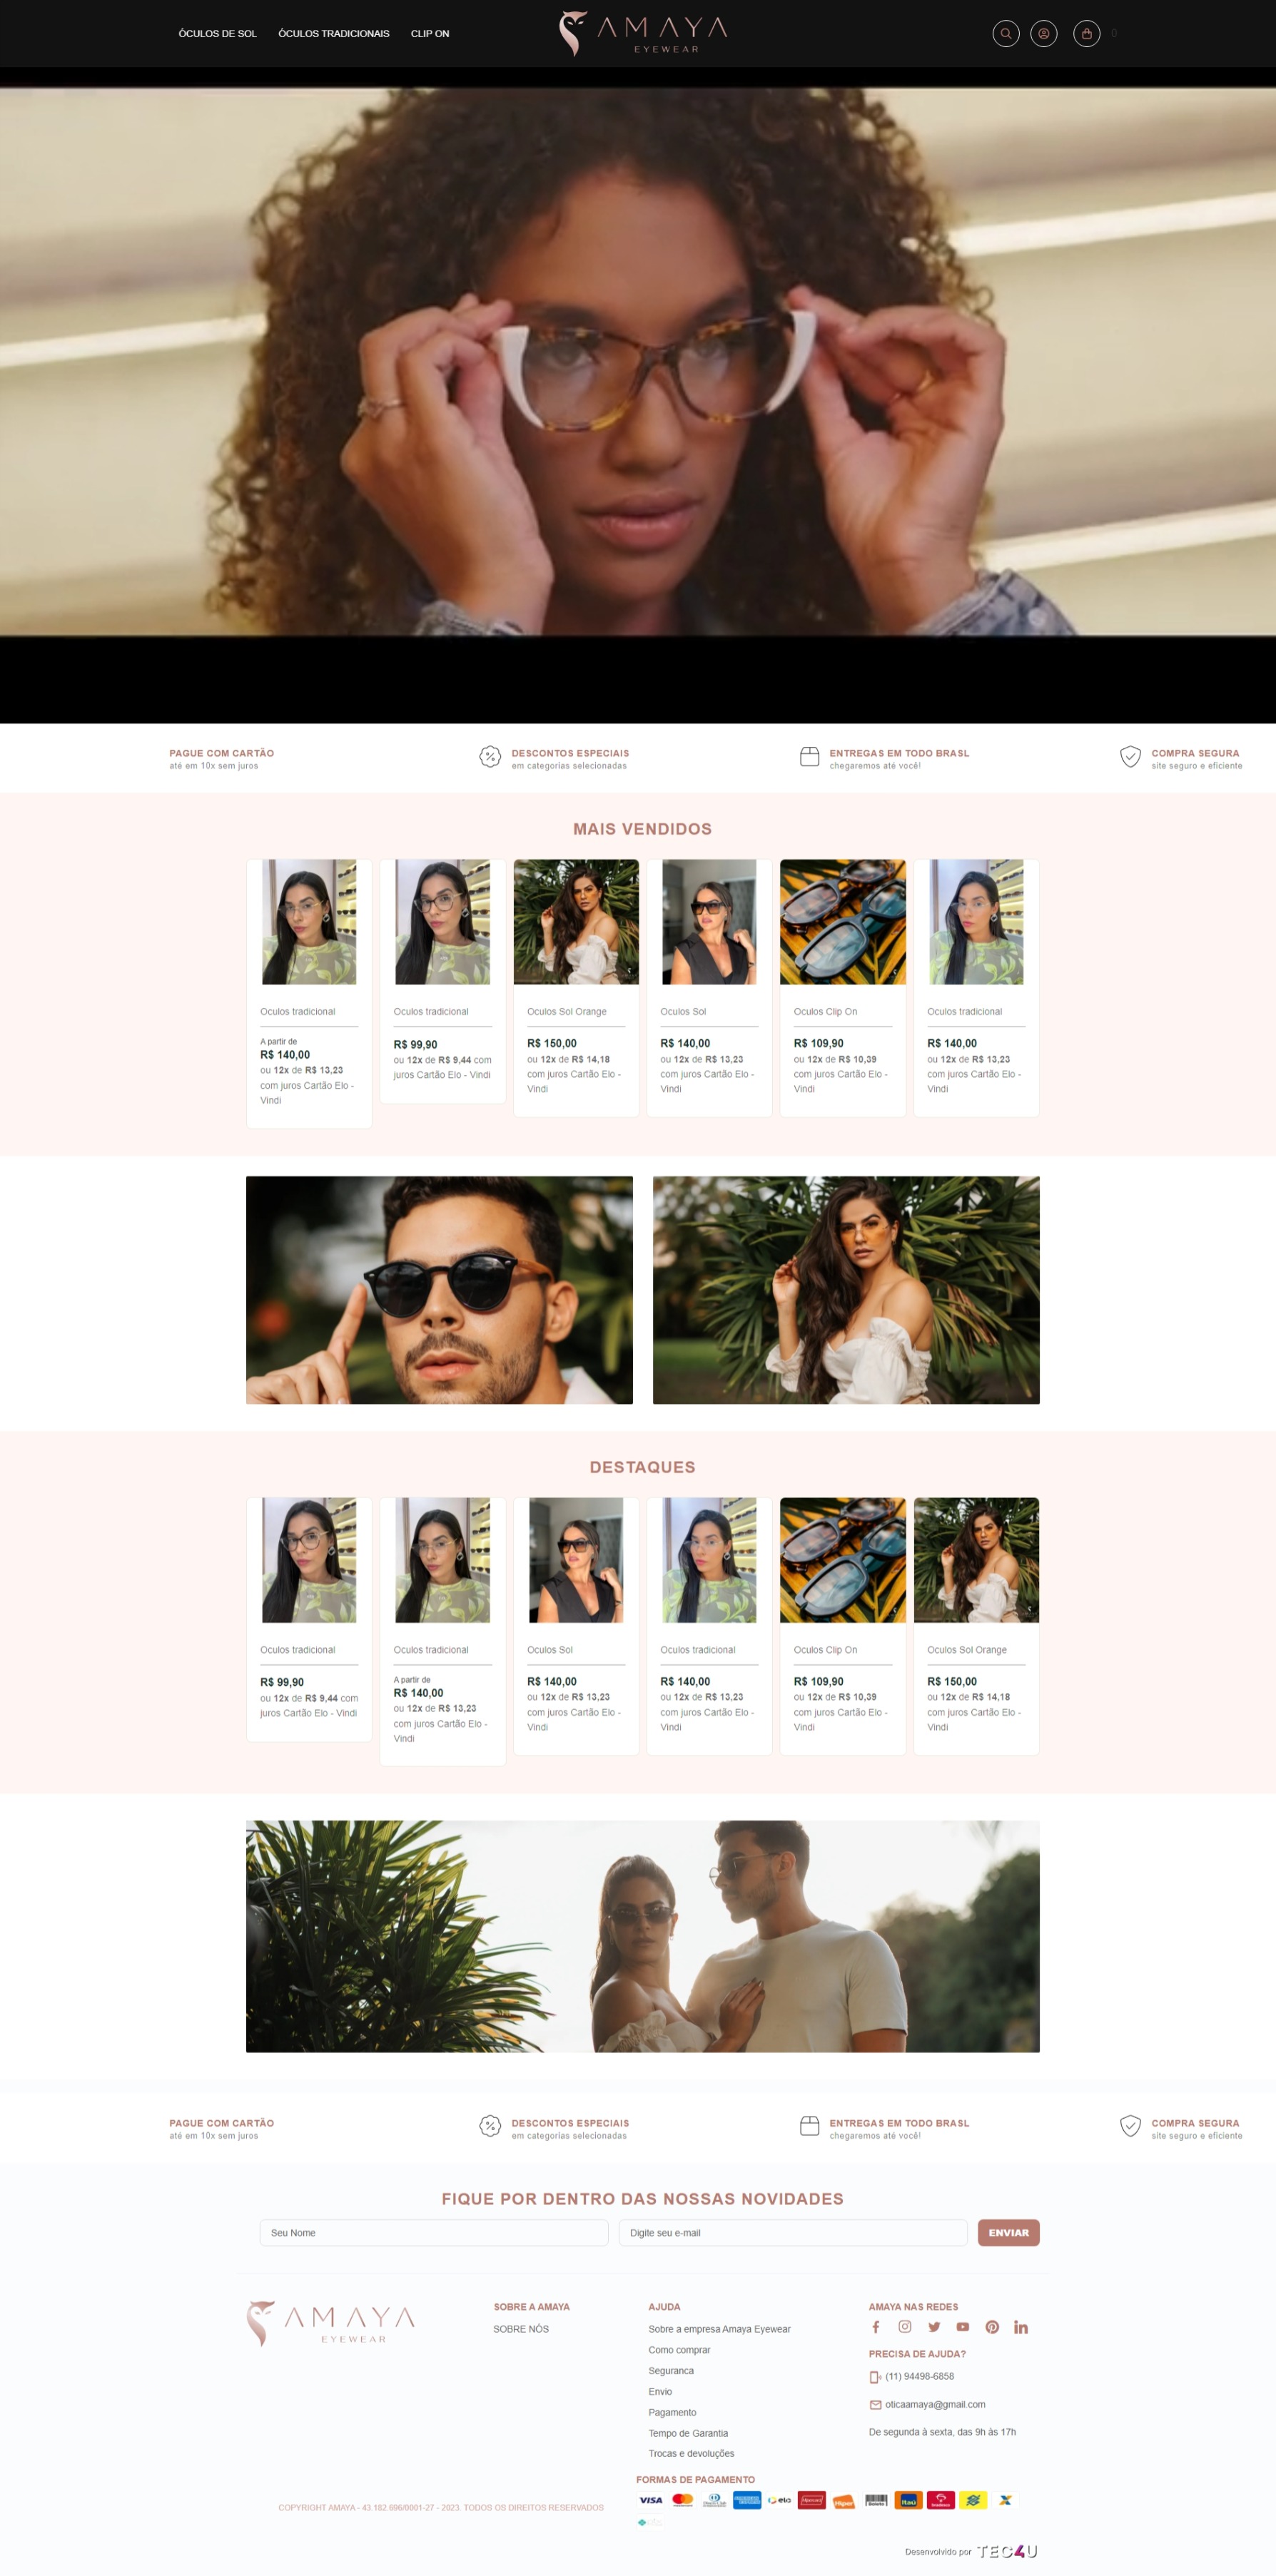 ÓCULOS DE SOL ÓCULOS TRADICIONAIS CLIP ON
AMAYA
EYEWEAR
0
PAGUE COM CARTÃO
até em 10x sem juros
DESCONTOS ESPECIAIS
em categorias selecionadas
ENTREGAS EM TODO BRASL
chegaremos até você!
COMPRA SEGURA
site seguro e eficiente
MAIS VENDIDOS
Oculos tradicional
A partir de
R$ 140,00
ou 12x de R$ 13,23
com juros Cartão Elo -
Vindi
Oculos tradicional
R$ 99,90
ou 12x de R$ 9,44 com
juros Cartão Elo - Vindi
Oculos Sol Orange
R$ 150,00
ou 12x de R$ 14,18
com juros Cartão Elo -
Vindi
Oculos Sol
R$ 140,00
ou 12x de R$ 13,23
com juros Cartão Elo -
Vindi
Oculos Clip On
R$ 109,90
ou 12x de R$ 10,39
com juros Cartão Elo -
Vindi
Oculos tradicional
R$ 140,00
ou 12x de R$ 13,23
com juros Cartão Elo -
Vindi
DESTAQUES
Oculos tradicional
R$ 99,90
ou 12x de R$ 9,44 com
juros Cartão Elo - Vindi
Oculos tradicional
A partir de
R$ 140,00
ou 12x de R$ 13,23
com juros Cartão Elo -
Vindi
Oculos Sol
R$ 140,00
ou 12x de R$ 13,23
com juros Cartão Elo -
Vindi
Oculos tradicional
R$ 140,00
ou 12x de R$ 13,23
com juros Cartão Elo -
Vindi
Oculos Clip On
R$ 109,90
ou 12x de R$ 10,39
com juros Cartão Elo -
Vindi
Oculos Sol Orange
R$ 150,00
ou 12x de R$ 14,18
com juros Cartão Elo -
Vindi
PAGUE COM CARTÃO
até em 10x sem juros
DESCONTOS ESPECIAIS
em categorias selecionadas
ENTREGAS EM TODO BRASL
chegaremos até você!
COMPRA SEGURA
site seguro e eficiente
FIQUE POR DENTRO DAS NOSSAS NOVIDADES
Seu Nome
Digite seu e-mail
ENVIAR
AMAYA
EYEWEAR
SOBRE A AMAYA
SOBRE NÓS
AJUDA
Sobre a empresa Amaya Eyewear
Como comprar
Seguranca
Envio
Pagamento
Tempo de Garantia
Trocas e devoluções
AMAYA NAS REDES
PRECISA DE AJUDA?
(11) 94498-6858
oticaamaya@gmail.com
De segunda à sexta, das 9h às 17h
FORMAS DE PAGAMENTO
VISA
elo
Hiper
Itaú
COPYRIGHT AMAYA - 43.182.696/0001-27 - 2023. TODOS OS DIREITOS RESERVADOS
Desenvolvido por TEC4U